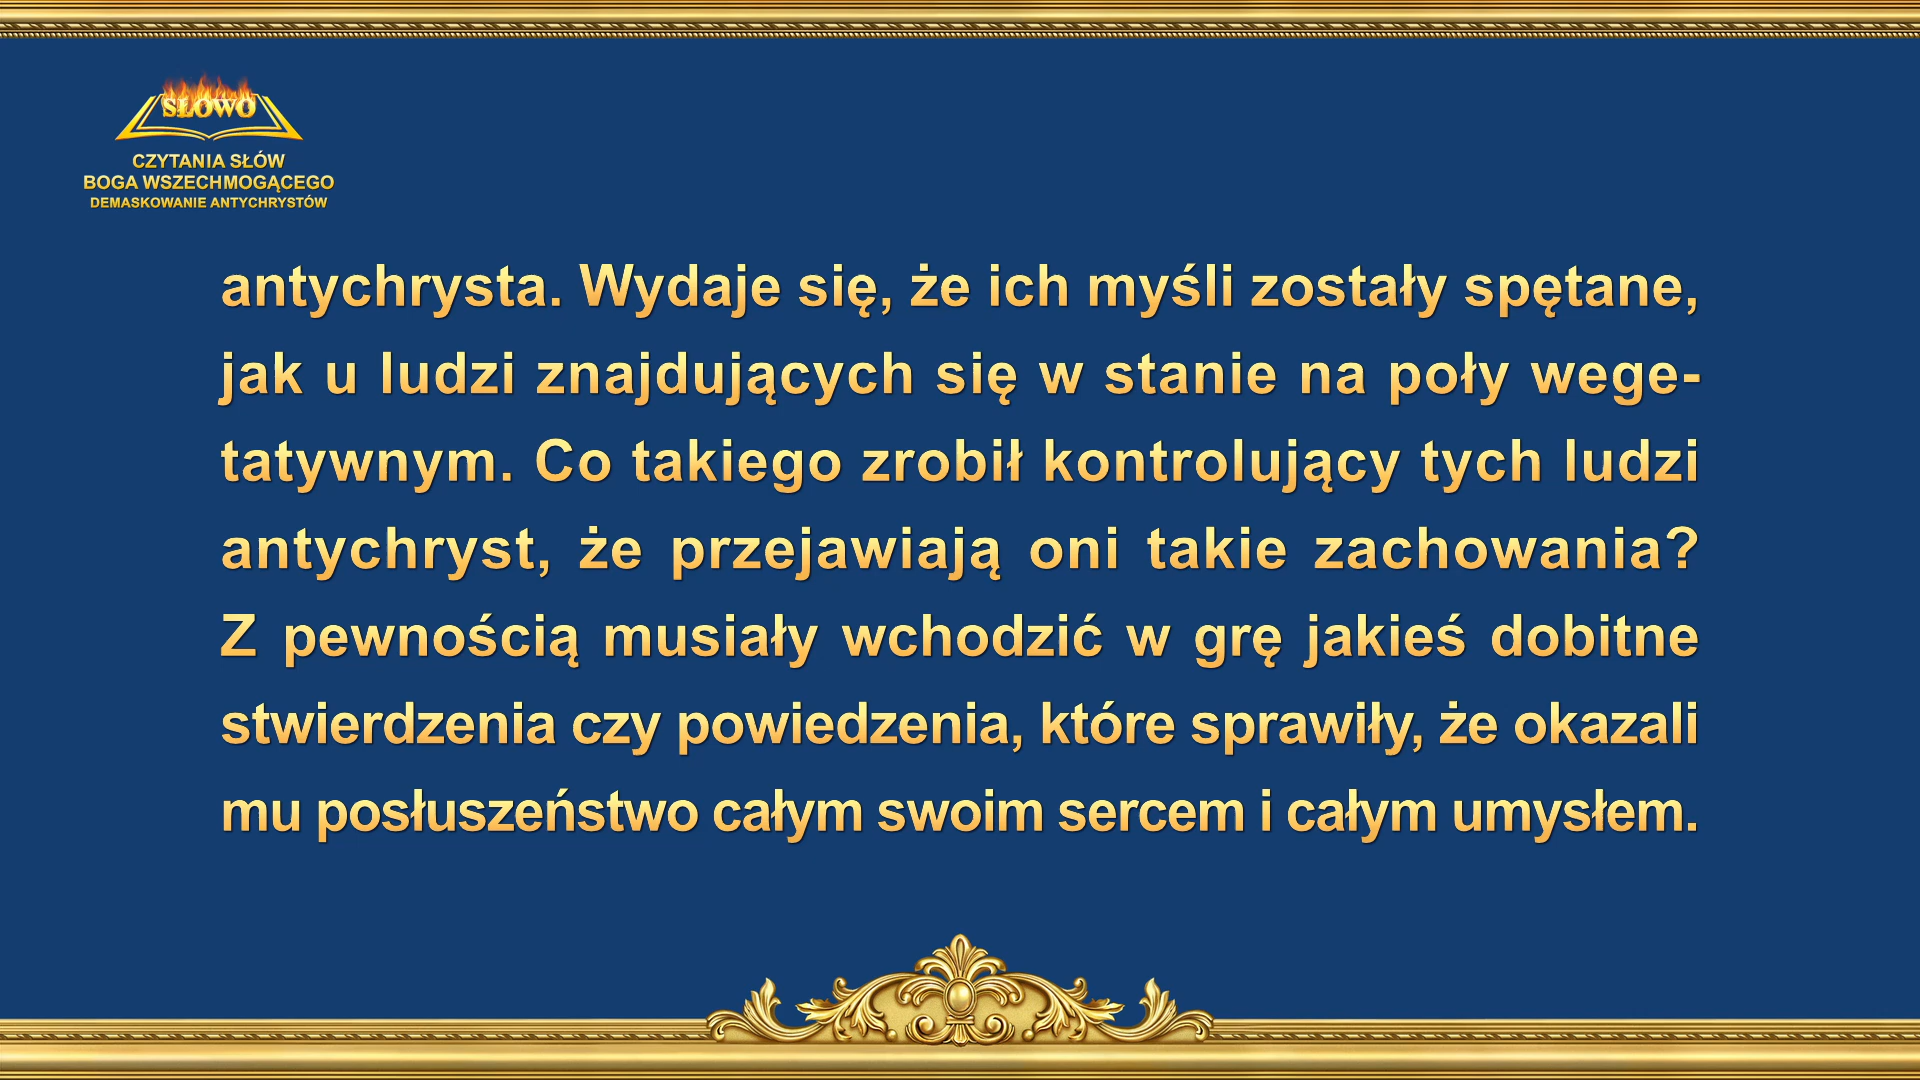 SŁOWO
CZYTANIA SŁÓW
BOGA WSZECHMOGĄCEGO
DEMASKOWANIE ANTYCHRYSTÓW
antychrysta. Wydaje się, że ich myśli zostały spętane,
jak u ludzi znajdujących się w stanie na poły wege-
tatywnym. Co takiego zrobił kontrolujący tych ludzi
antychryst, że przejawiają oni takie zachowania?
Z pewnością musiały wchodzić w grę jakieś dobitne
stwierdzenia czy powiedzenia, które sprawiły, że okazali
mu posłuszeństwo całym swoim sercem i całym umysłem.